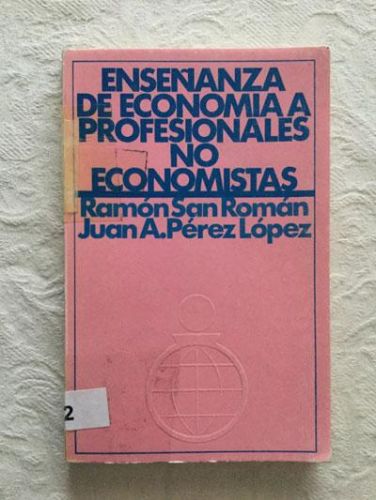 ENSEÑANZA
DE ECONOMIA A
PROFESIONALES
NO
ECONOMISTAS
Ramón San Román
Juan A. Pérez López
2